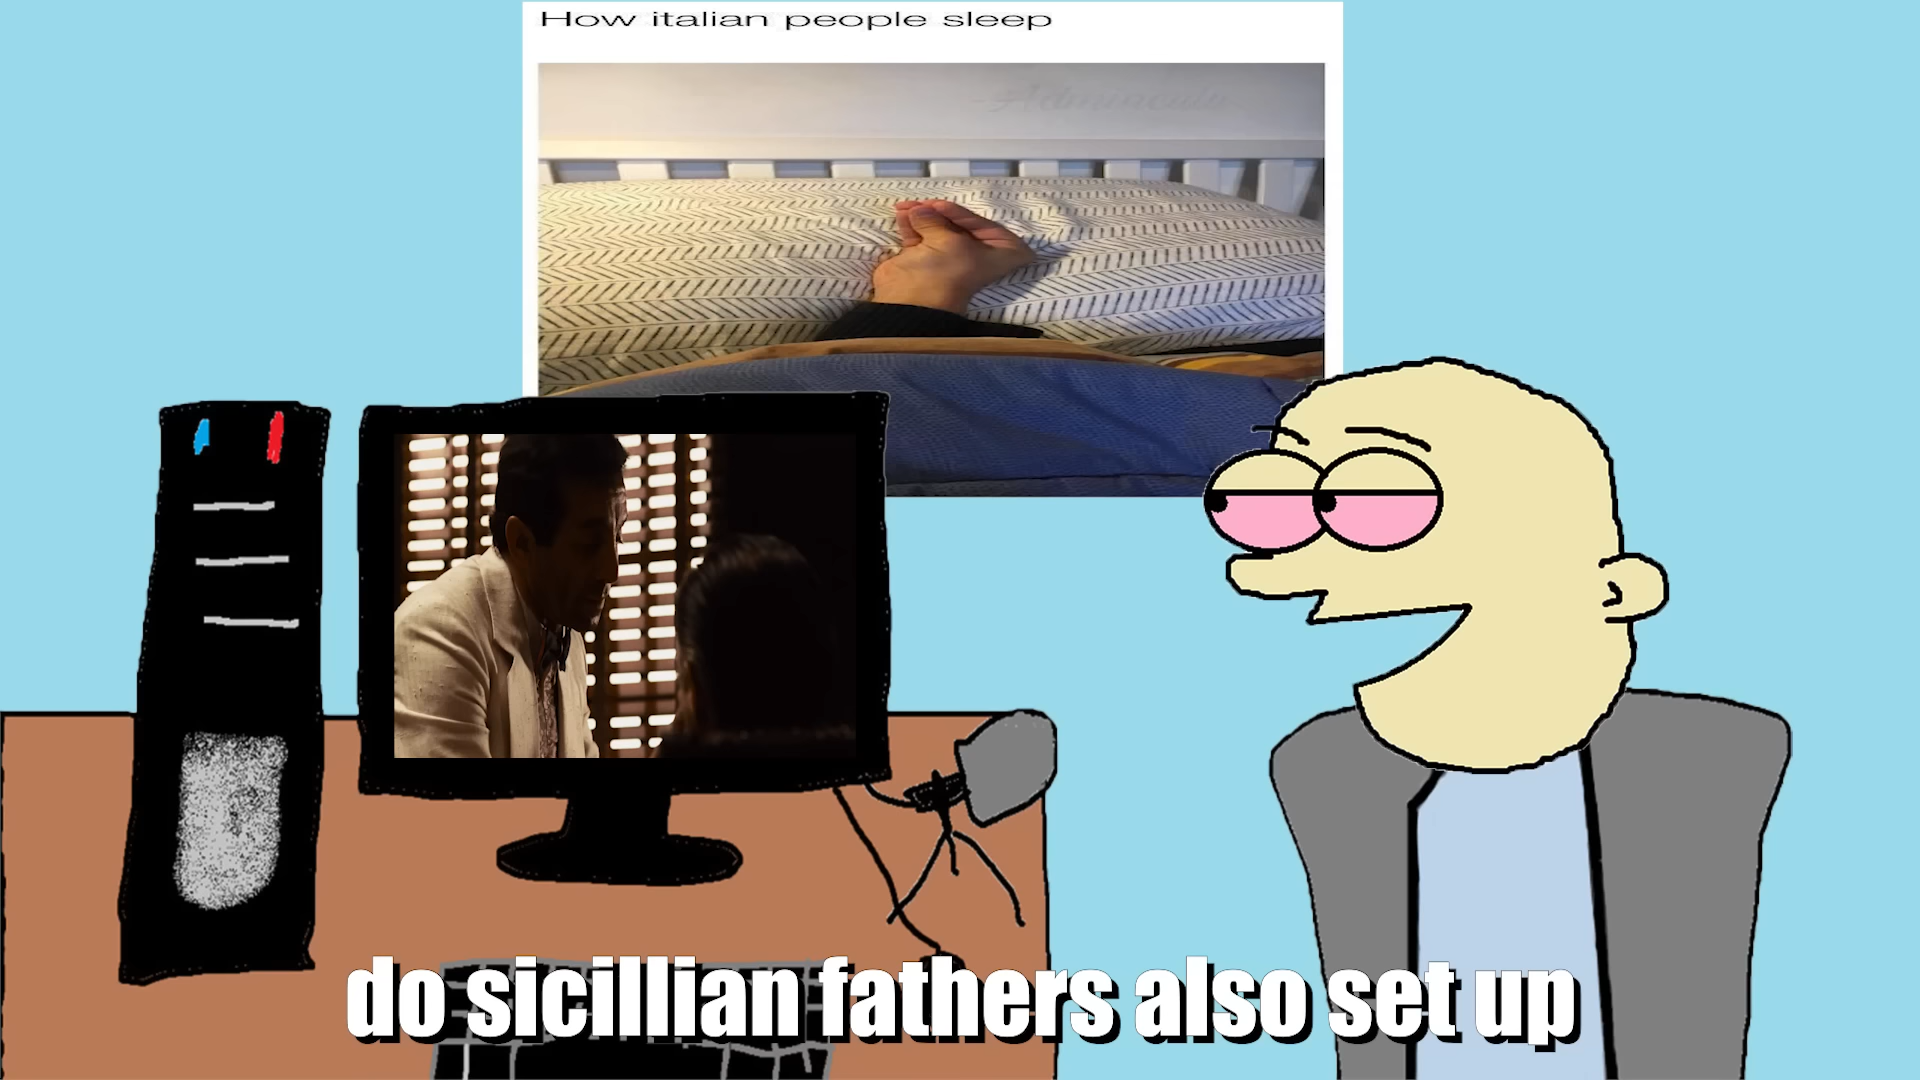 How italian people sleep
do sicillian fathers also set up